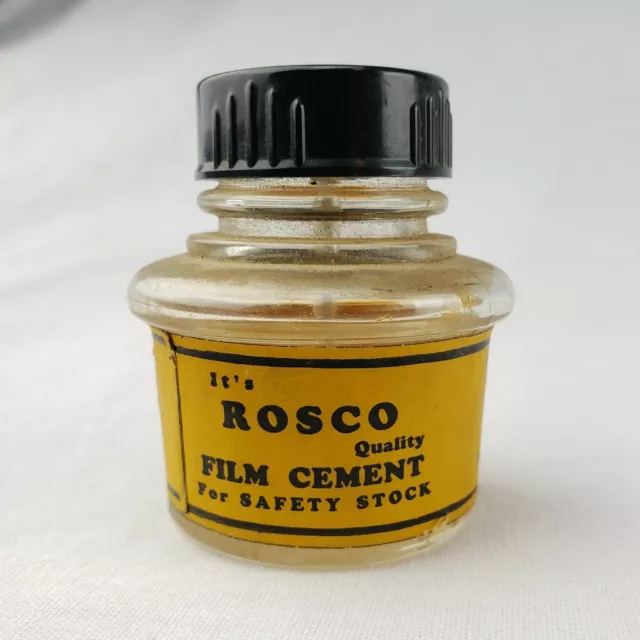 It's
ROSCO
Quality
FILM CEMENT
For SAFETY STOCK